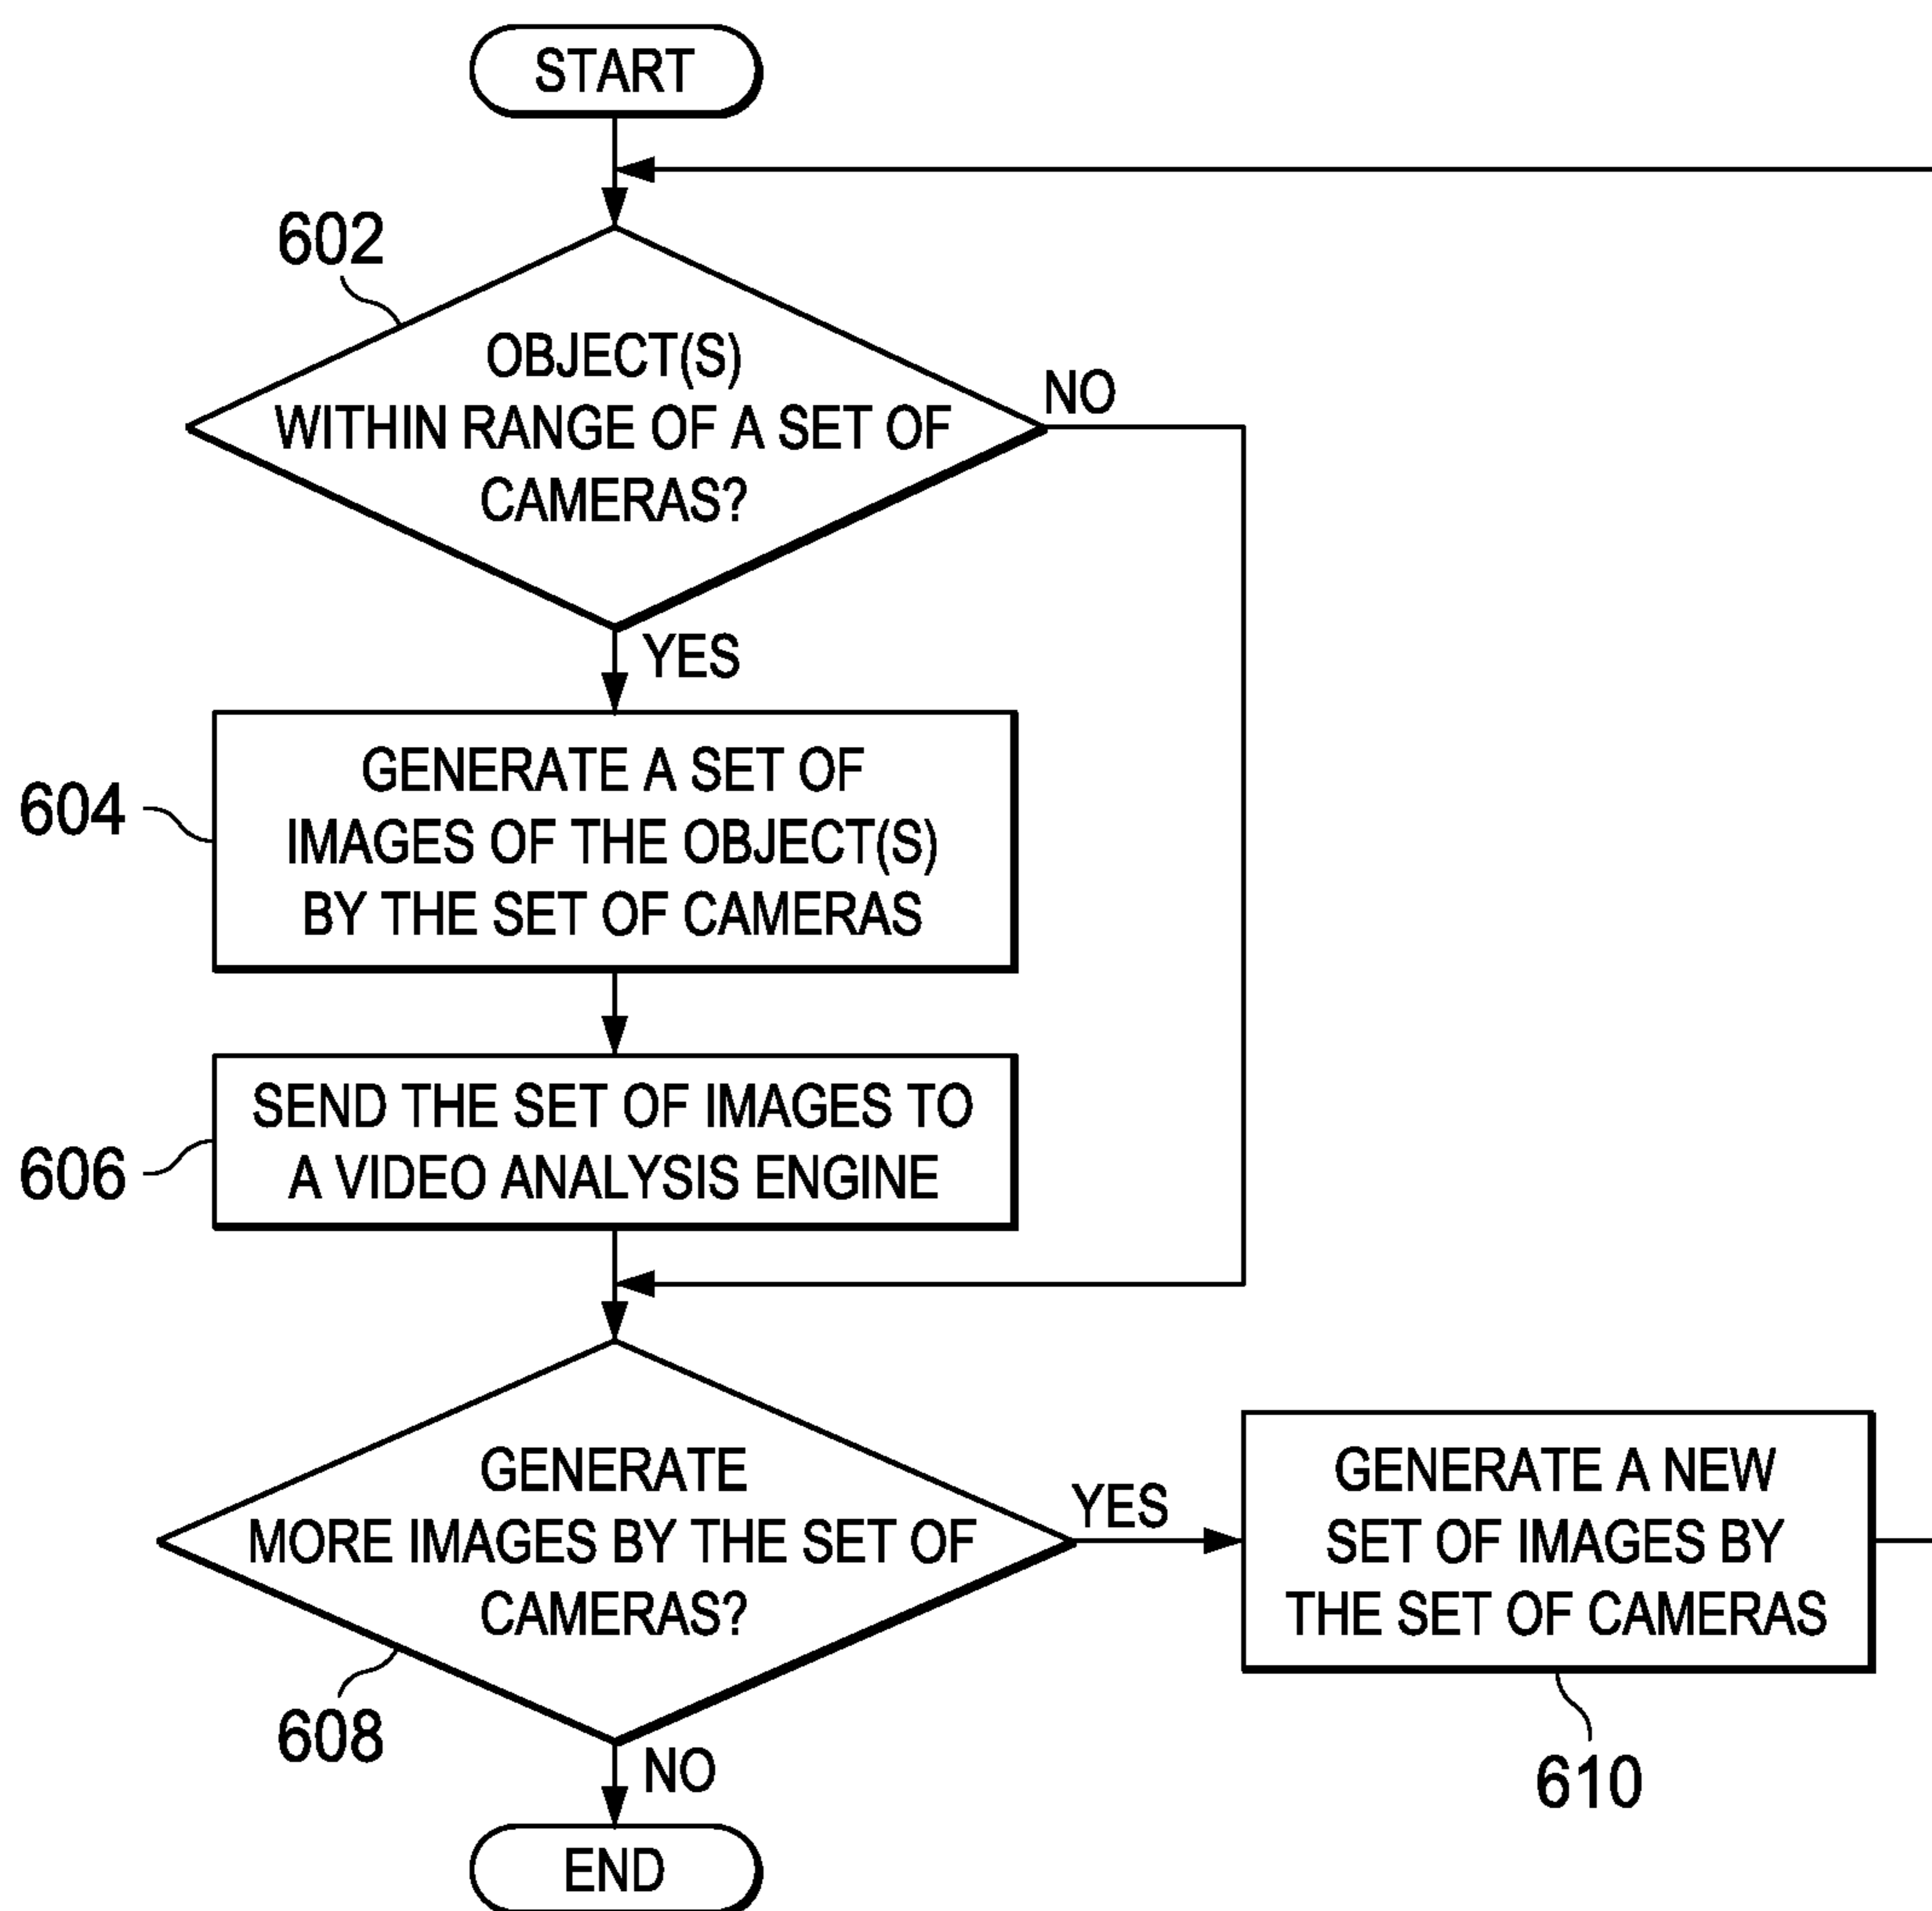 START
602
OBJECT(S)
WITHIN RANGE OF A SET OF
CAMERAS?
NO
YES
604
GENERATE A SET OF
IMAGES OF THE OBJECT(S)
BY THE SET OF CAMERAS
606
SEND THE SET OF IMAGES TO
A VIDEO ANALYSIS ENGINE
GENERATE
MORE IMAGES BY THE SET OF
CAMERAS?
608
YES
GENERATE A NEW
SET OF IMAGES BY
THE SET OF CAMERAS
610
NO
END